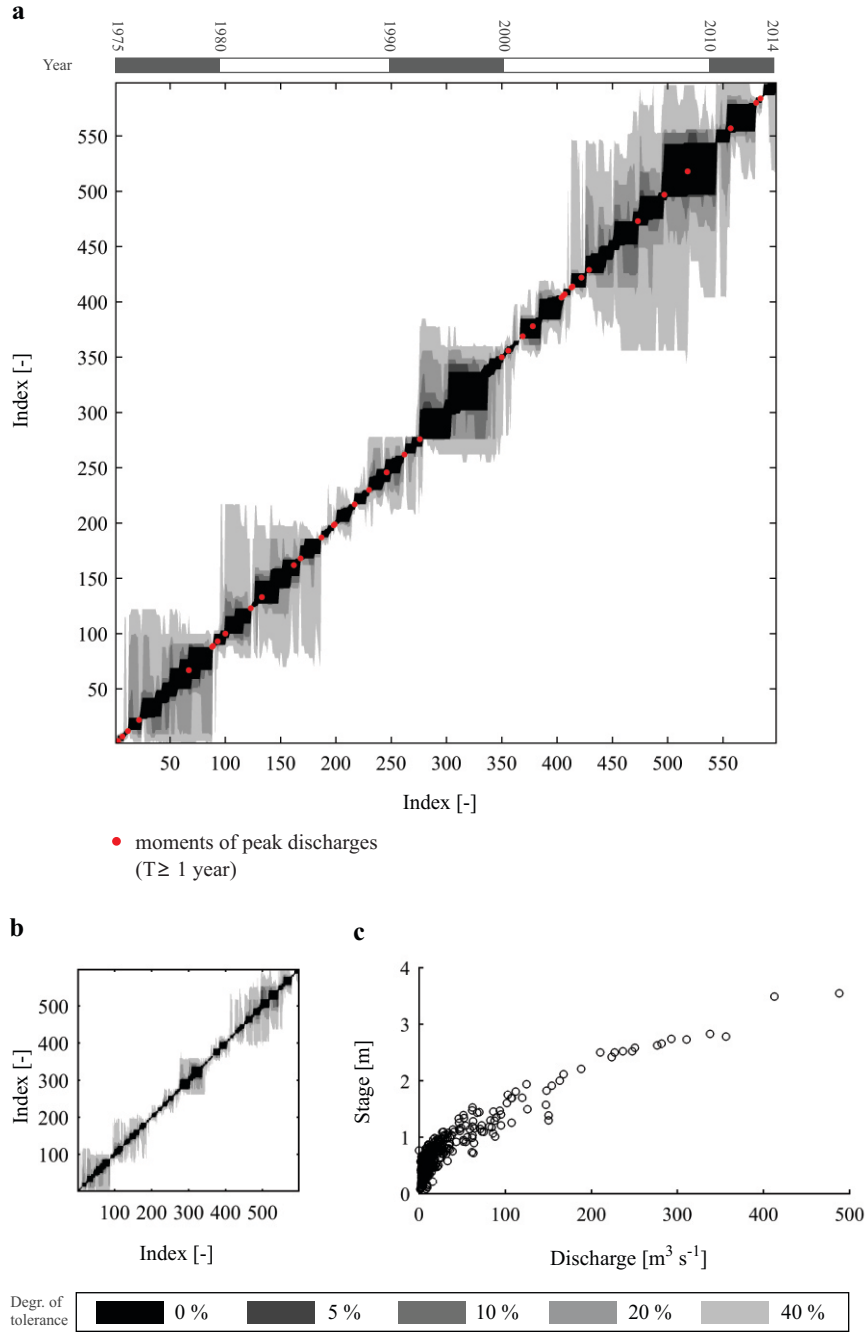 a
1975 1980 1990 2000 2010 2014
Year
Index [-]
550
500
450
400
350
300
250
200
150
100
50
50 100 150 200 250 300 350 400 450 500 550
Index [-]
moments of peak discharges
(T≥ 1 year)
b
Index [-]
500
400
300
200
100
100 200 300 400 500
Index [-]
c
Stage [m]
4
3
2
1
0
0 100 200 300 400 500
Discharge [m³ s⁻¹]
Degr. of
tolerance
0 % 5 % 10 % 20 % 40 %